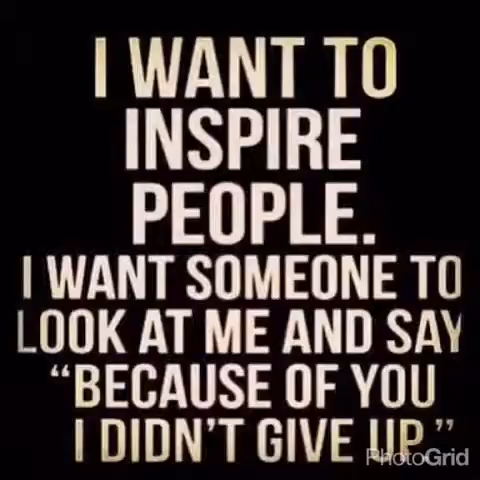 I WANT TO
INSPIRE
PEOPLE.
I WANT SOMEONE TO
LOOK AT ME AND SAY
“BECAUSE OF YOU
I DIDN'T GIVE UP.”
PhotoGrid